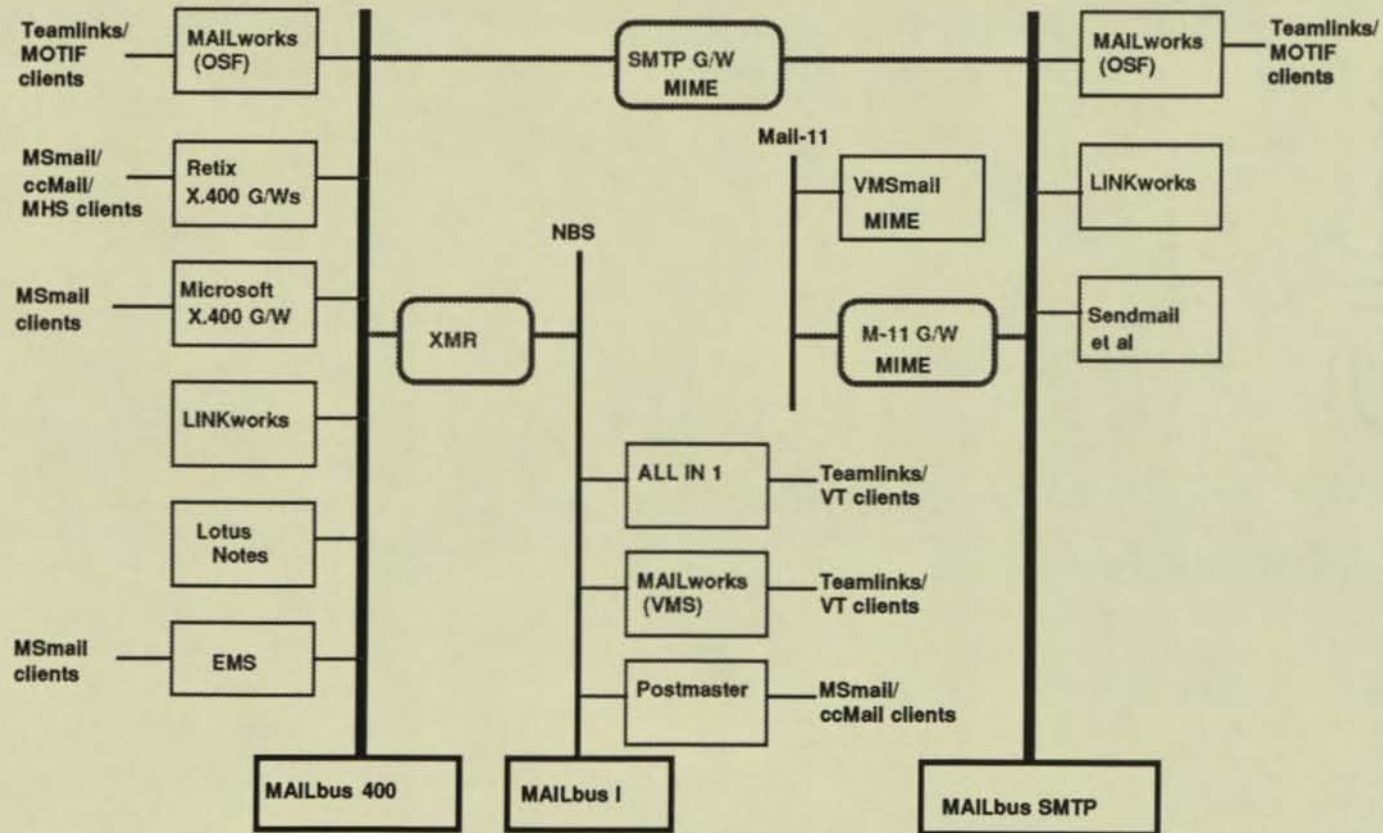 Teamlinks/
MOTIF
clients
MAILworks
(OSF)
SMTP G/W
MIME
MAILworks
(OSF)
Teamlinks/
MOTIF
clients
MSmail/
ccMail/
MHS clients
Retix
X.400 G/Ws
Mail-11
VMSmail
MIME
LINKworks
NBS
MSmail
clients
Microsoft
X.400 G/W
XMR
M-11 G/W
MIME
Sendmail
et al
LINKworks
ALL IN 1
Teamlinks/
VT clients
Lotus
Notes
MAILworks
(VMS)
Teamlinks/
VT clients
MSmail
clients
EMS
Postmaster
MSmail/
ccMail clients
MAILbus 400
MAILbus I
MAILbus SMTP